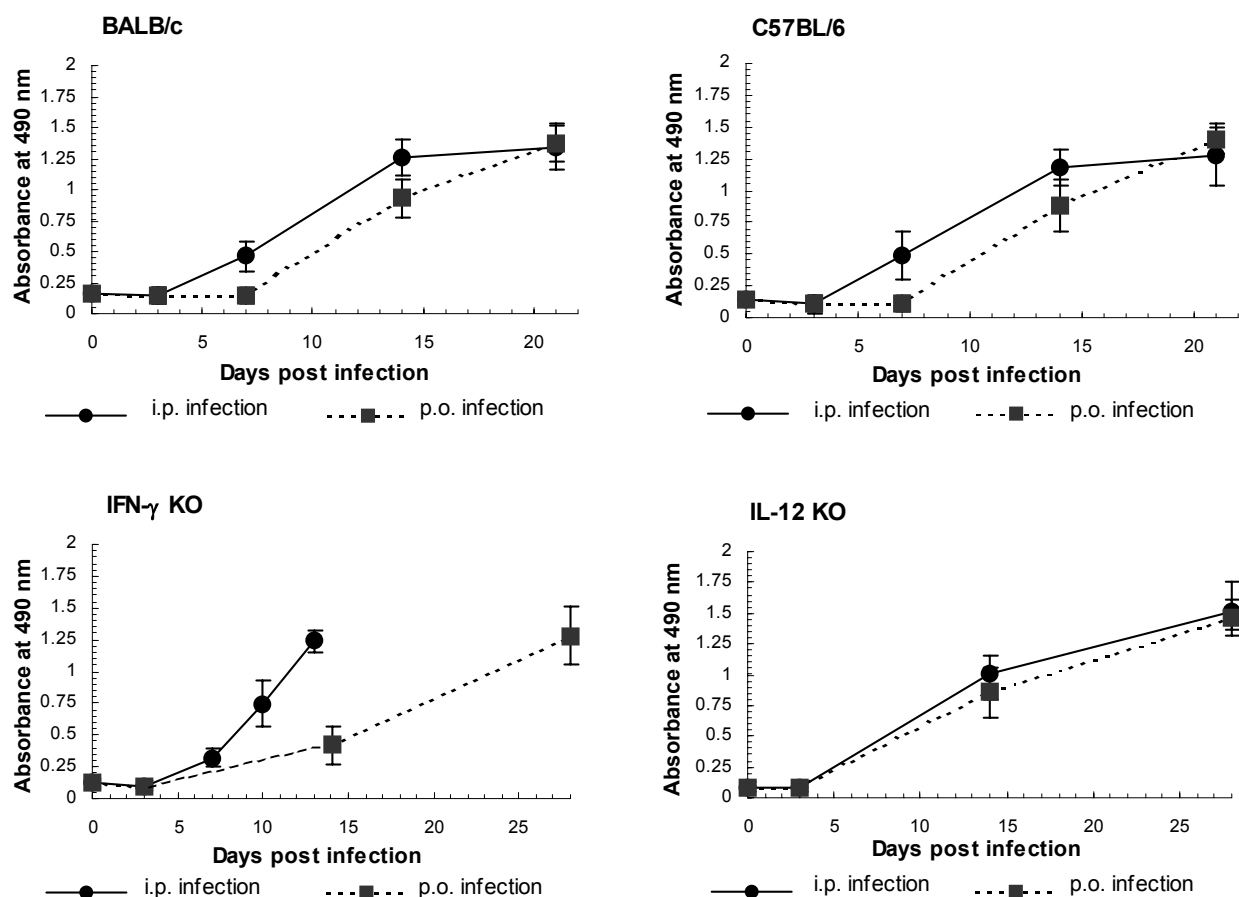 BALB/c
Absorbance at 490 nm
2
1.75
1.5
1.25
1
0.75
0.5
0.25
0
0 5 10 15 20
Days post infection
i.p. infection p.o. infection
C57BL/6
Absorbance at 490 nm
2
1.75
1.5
1.25
1
0.75
0.5
0.25
0
0 5 10 15 20
Days post infection
i.p. infection p.o. infection
IFN-γ KO
Absorbance at 490 nm
2
1.75
1.5
1.25
1
0.75
0.5
0.25
0
0 5 10 15 20 25
Days post infection
i.p. infection p.o. infection
IL-12 KO
Absorbance at 490 nm
2
1.75
1.5
1.25
1
0.75
0.5
0.25
0
0 5 10 15 20 25
Days post infection
i.p. infection p.o. infection